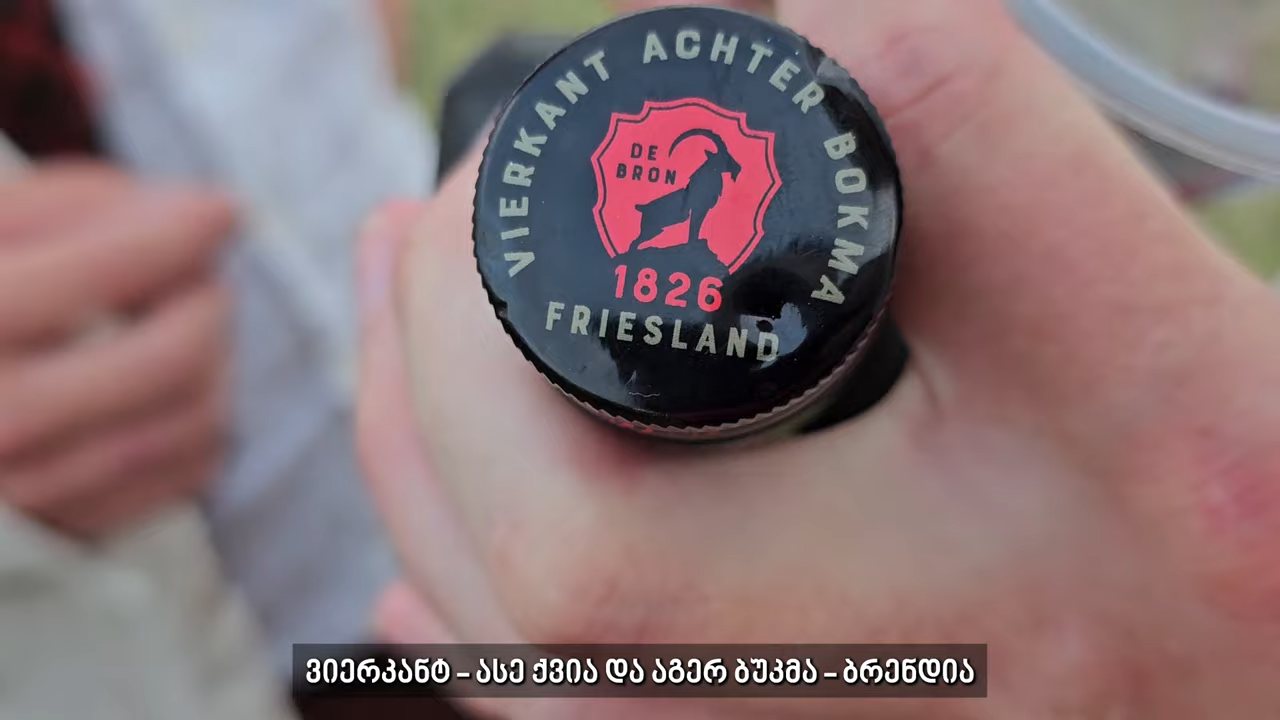 VIERKANT ACHTER BOKMA
DE
BRON
1826
FRIESLAND
ვიერკანტ – ასე ქვია და აგერ ბუკმა – ბრენდია